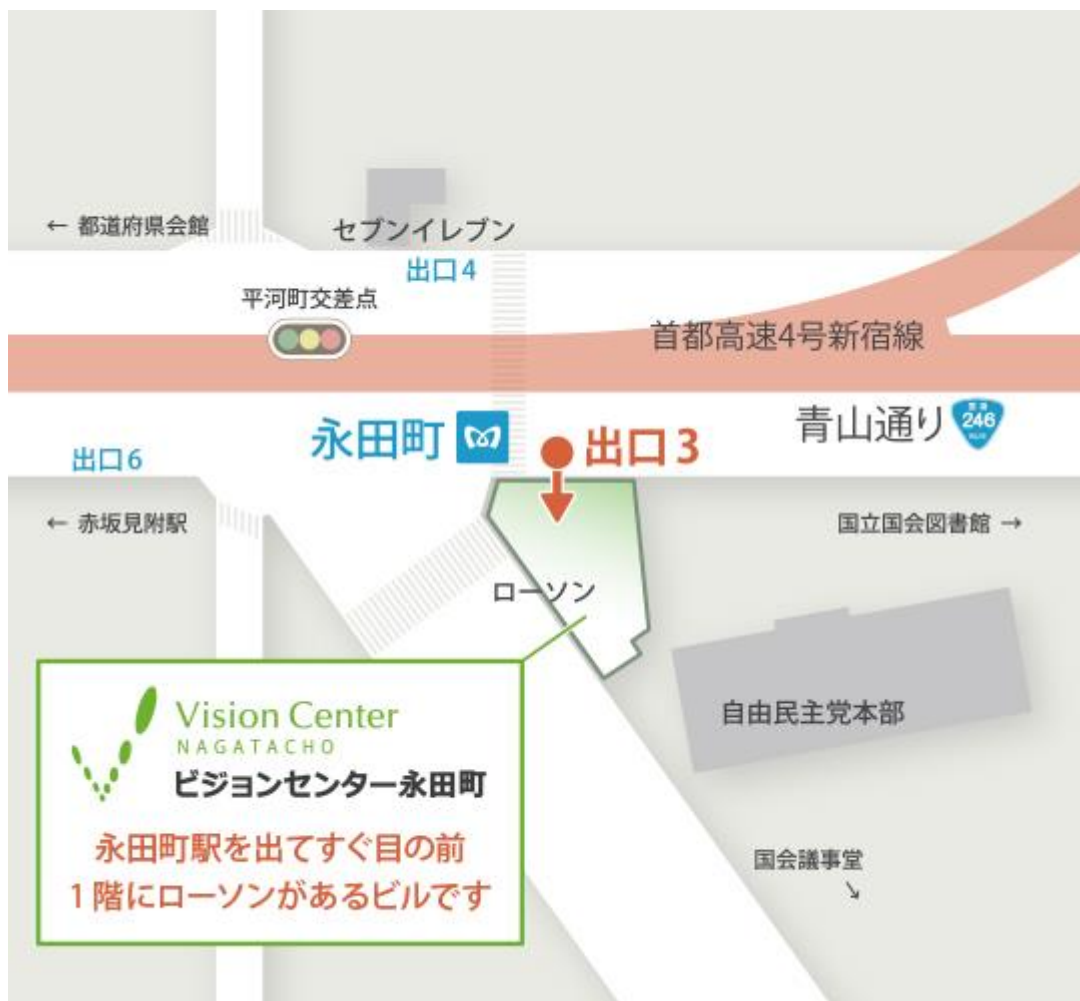 ← 都道府県会館
セブンイレブン
出口4
平河町交差点
首都高速4号新宿線
永田町
出口3
青山通り
246
出口6
← 赤坂見附駅
国立国会図書館 →
ローソン
自由民主党本部
Vision Center
NAGATACHO
ビジョンセンター永田町
永田町駅を出てすぐ目の前
1階にローソンがあるビルです
国会議事堂
↘